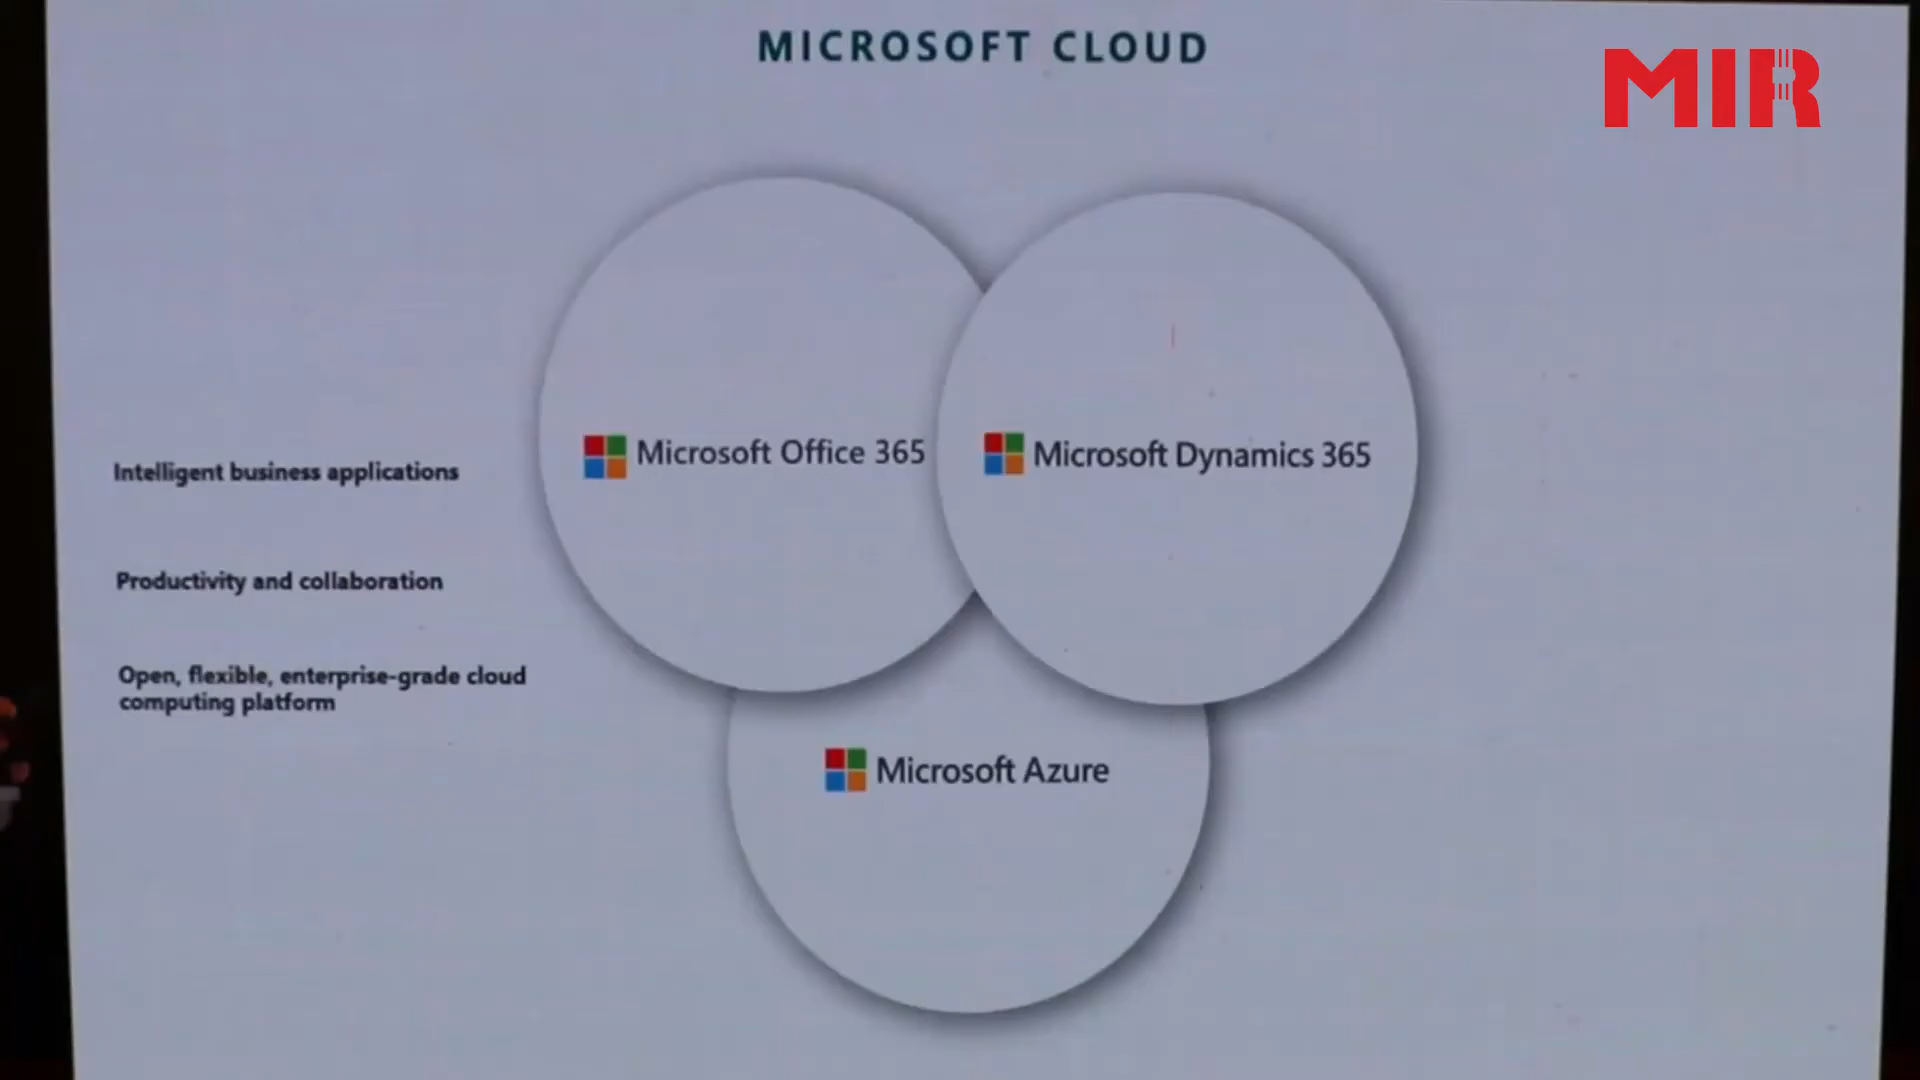 MICROSOFT CLOUD
MIR
Microsoft Office 365
Microsoft Dynamics 365
Intelligent business applications
Productivity and collaboration
Open, flexible, enterprise-grade cloud
computing platform
Microsoft Azure